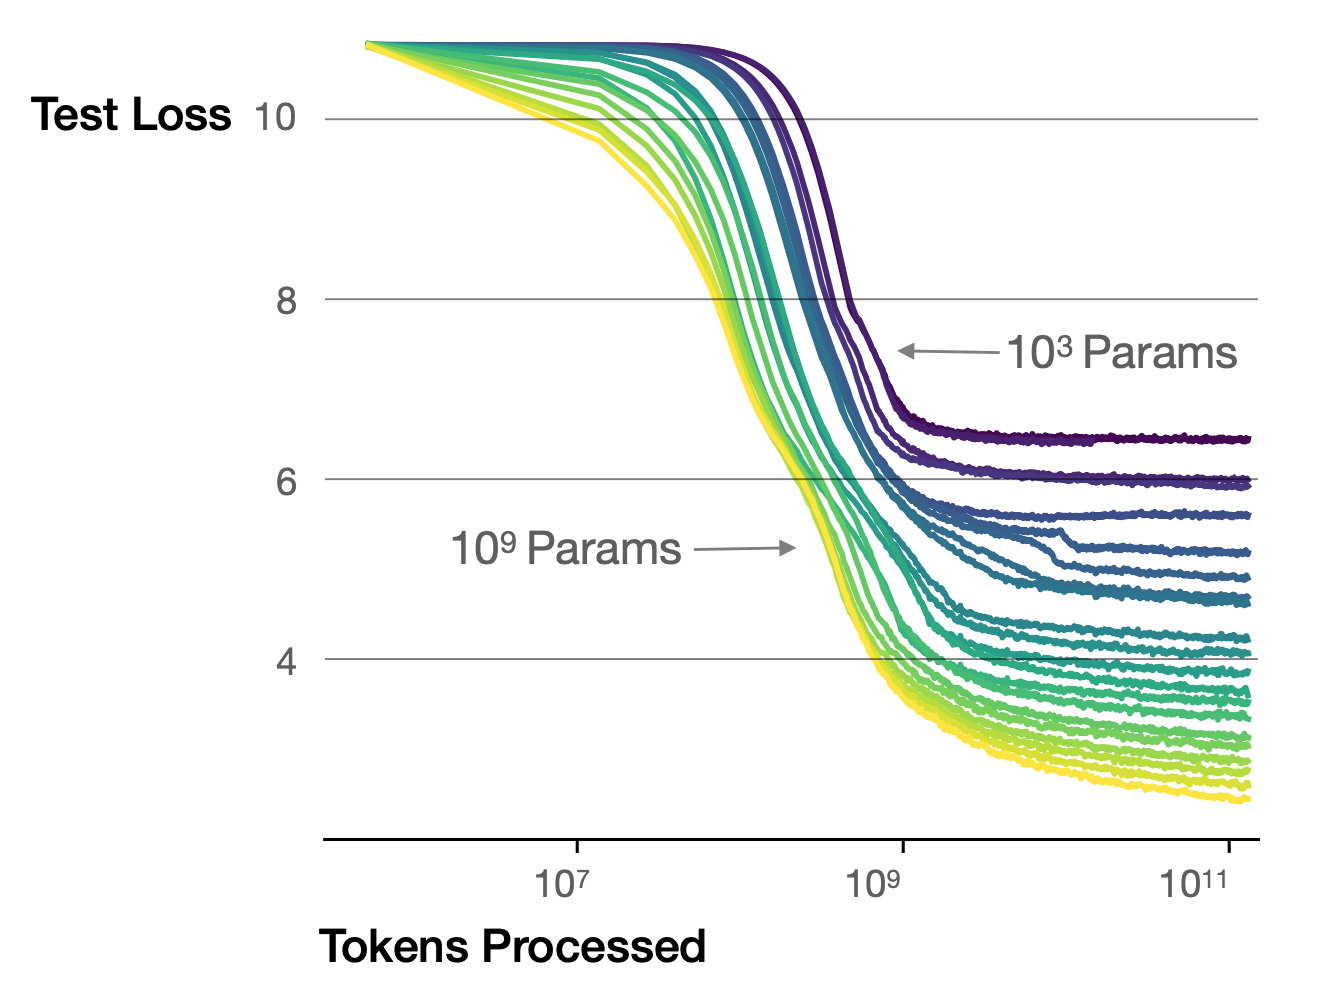 Test Loss
10
8
6
4
10³ Params
10⁹ Params
10⁷
10⁹
10¹¹
Tokens Processed